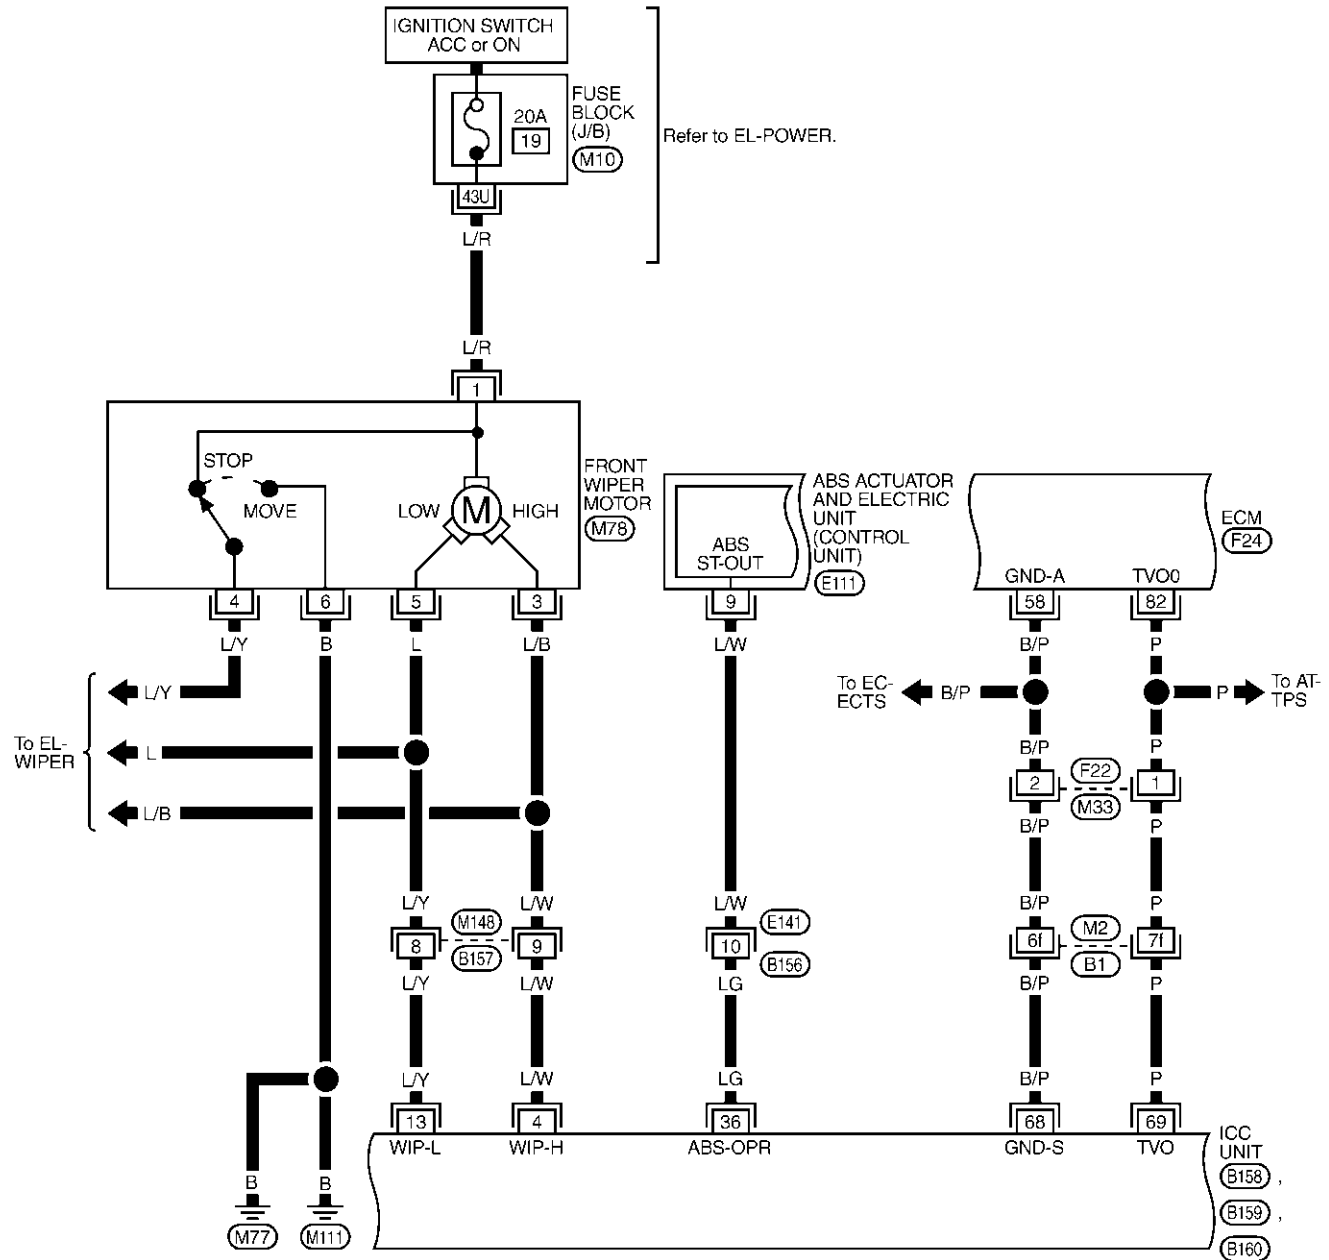 IGNITION SWITCH
ACC or ON
FUSE
BLOCK
(J/B)
M10
20A
19
Refer to EL-POWER.
43U
L/R
L/R
1
STOP
MOVE
LOW
M
HIGH
FRONT
WIPER
MOTOR
M78
ABS
ST-OUT
ABS ACTUATOR
AND ELECTRIC
UNIT
(CONTROL
UNIT)
E111
GND-A
TVO0
ECM
F24
4
6
5
3
9
58
82
L/Y
B
L
L/B
L/W
B/P
P
To EL-
WIPER
L/Y
L
L/B
To EC-
ECTS
B/P
P
To AT-
TPS
B/P
P
2
F22
M33
1
B/P
P
L/Y
L/W
L/W
B/P
P
8
M148
B157
9
10
E141
B156
6f
M2
B1
7f
L/Y
L/W
LG
B/P
P
L/Y
L/W
LG
B/P
P
13
4
36
68
69
WIP-L
WIP-H
ABS-OPR
GND-S
TVO
ICC
UNIT
B158 ,
B159 ,
B160
B
B
M77
M111